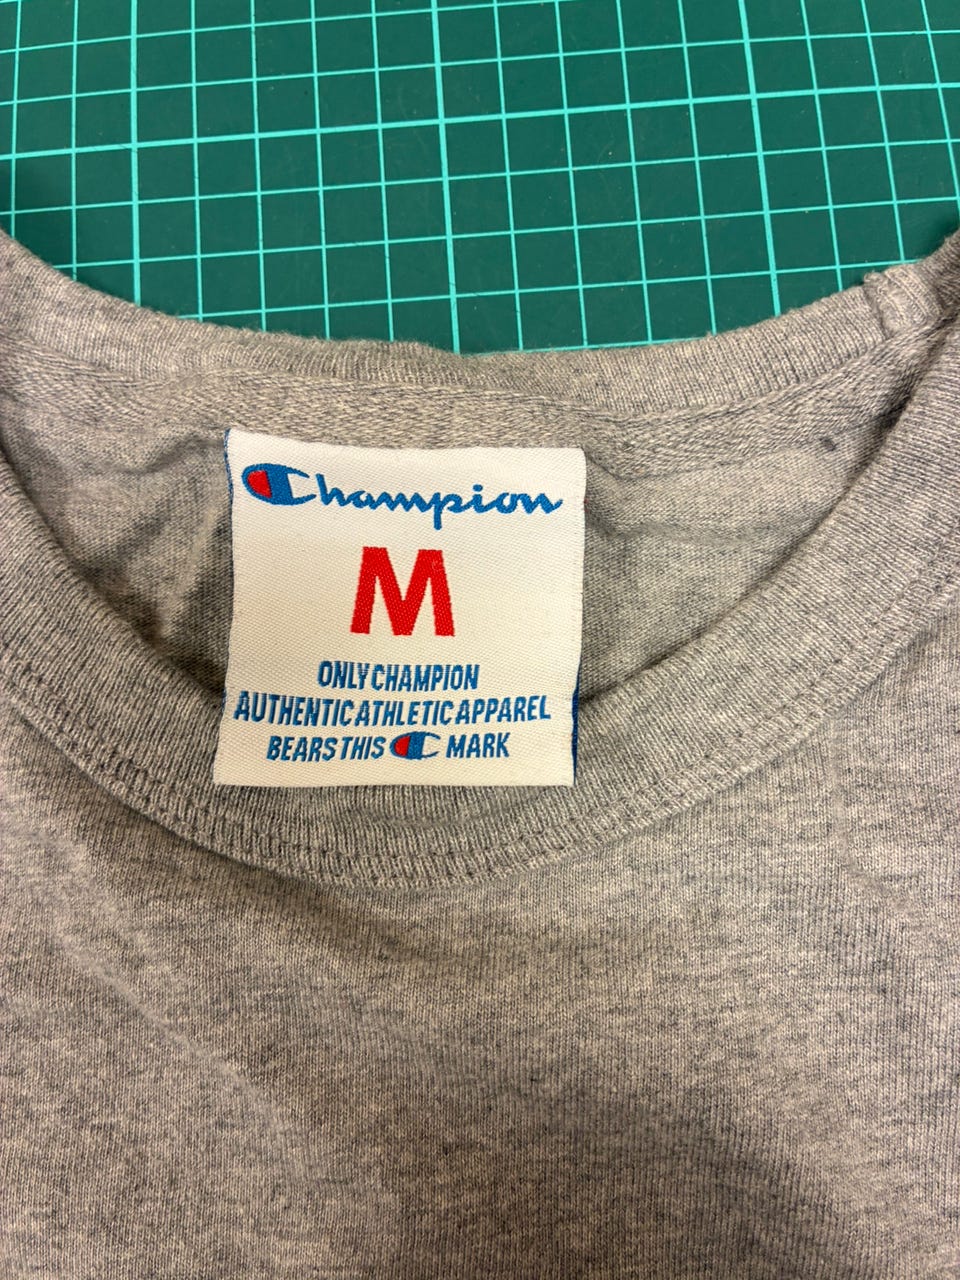 Champion
M
ONLY CHAMPION
AUTHENTIC ATHLETIC APPAREL
BEARS THIS C MARK